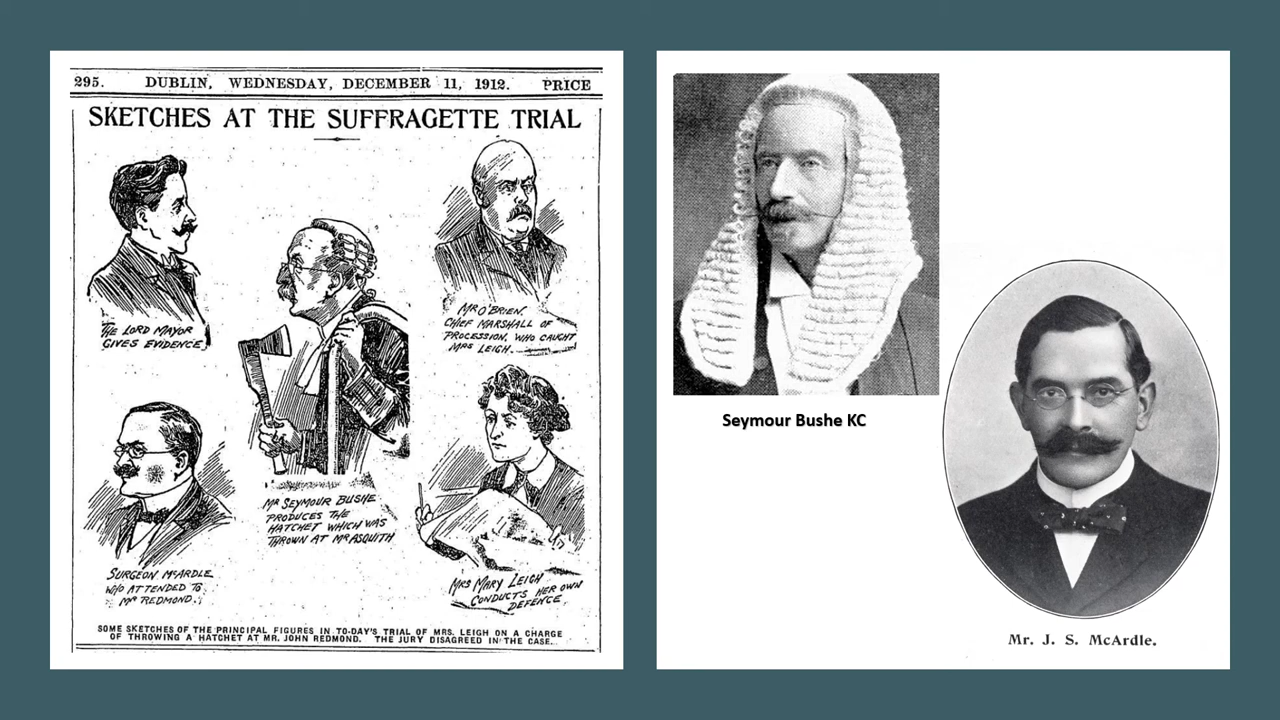 295. DUBLIN, WEDNESDAY, DECEMBER 11, 1912. PRICE
SKETCHES AT THE SUFFRAGETTE TRIAL
THE LORD MAYOR
GIVES EVIDENCE.
MR O'BRIEN.
CHIEF MARSHALL OF
PROCESSION, WHO CAUGHT
MRS LEIGH.
MR SEYMOUR BUSHE
PRODUCES THE
HATCHET WHICH WAS
THROWN AT MR ASQUITH
SURGEON McARDLE
WHO ATTENDED TO
MR REDMOND.
MRS MARY LEIGH
CONDUCTS HER OWN
DEFENCE.
SOME SKETCHES OF THE PRINCIPAL FIGURES IN TO-DAY'S TRIAL OF MRS. LEIGH ON A CHARGE
OF THROWING A HATCHET AT MR. JOHN REDMOND. THE JURY DISAGREED IN THE CASE.
Seymour Bushe KC
Mr. J. S. McArdle.